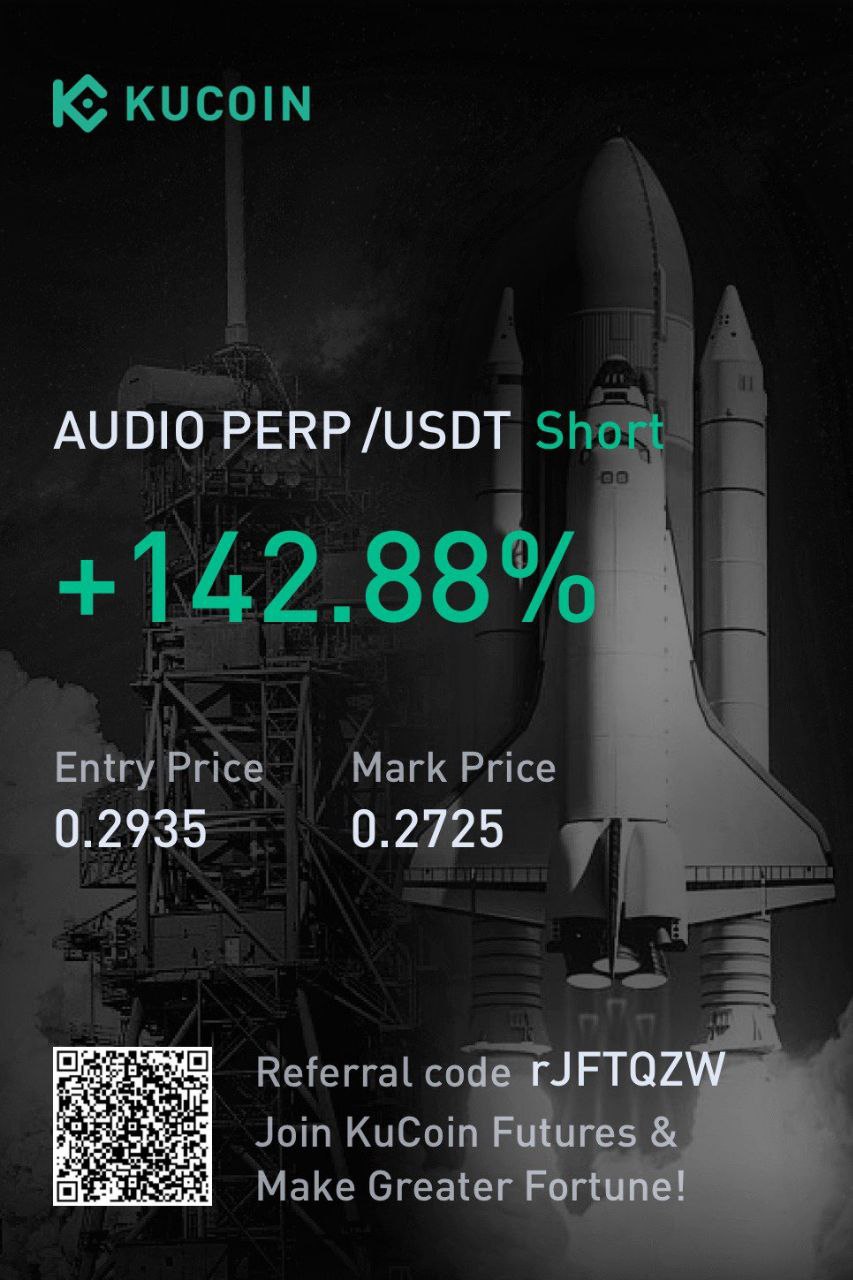 KUCOIN
AUDIO PERP /USDT Short
+142.88%
Entry Price Mark Price
0.2935 0.2725
Referral code rJFTQZW
Join KuCoin Futures &
Make Greater Fortune!